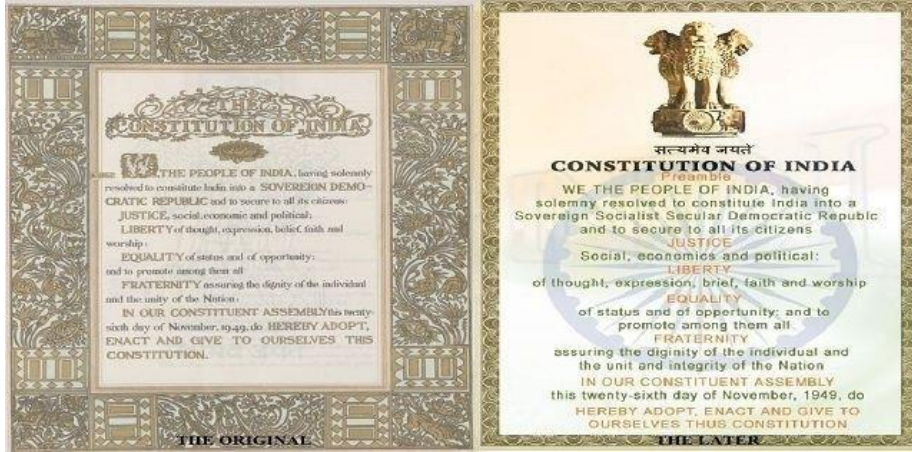 THE
CONSTITUTION OF INDIA
WE, THE PEOPLE OF INDIA, having solemnly
resolved to constitute India into a SOVEREIGN DEMO-
CRATIC REPUBLIC and to secure to all its citizens:
JUSTICE, social, economic and political;
LIBERTY of thought, expression, belief, faith and
worship;
EQUALITY of status and of opportunity;
and to promote among them all
FRATERNITY assuring the dignity of the individual
and the unity of the Nation;
IN OUR CONSTITUENT ASSEMBLY this twenty-
sixth day of November, 1949, do HEREBY ADOPT,
ENACT AND GIVE TO OURSELVES THIS
CONSTITUTION.
THE ORIGINAL
सत्यमेव जयते
CONSTITUTION OF INDIA
Preamble
WE THE PEOPLE OF INDIA, having
solemny resolved to constitute India into a
Sovereign Socialist Secular Democratic Republc
and to secure to all its citizens
JUSTICE
Social, economics and political:
LIBERTY
of thought, expression, brief, faith and worship
EQUALITY
of status and of opportunity: and to
promote among them all
FRATERNITY
assuring the diginity of the individual and
the unit and integrity of the Nation
IN OUR CONSTITUENT ASSEMBLY
this twenty-sixth day of November, 1949, do
HEREBY ADOPT, ENACT AND GIVE TO
OURSELVES THUS CONSTITUTION
THE LATER